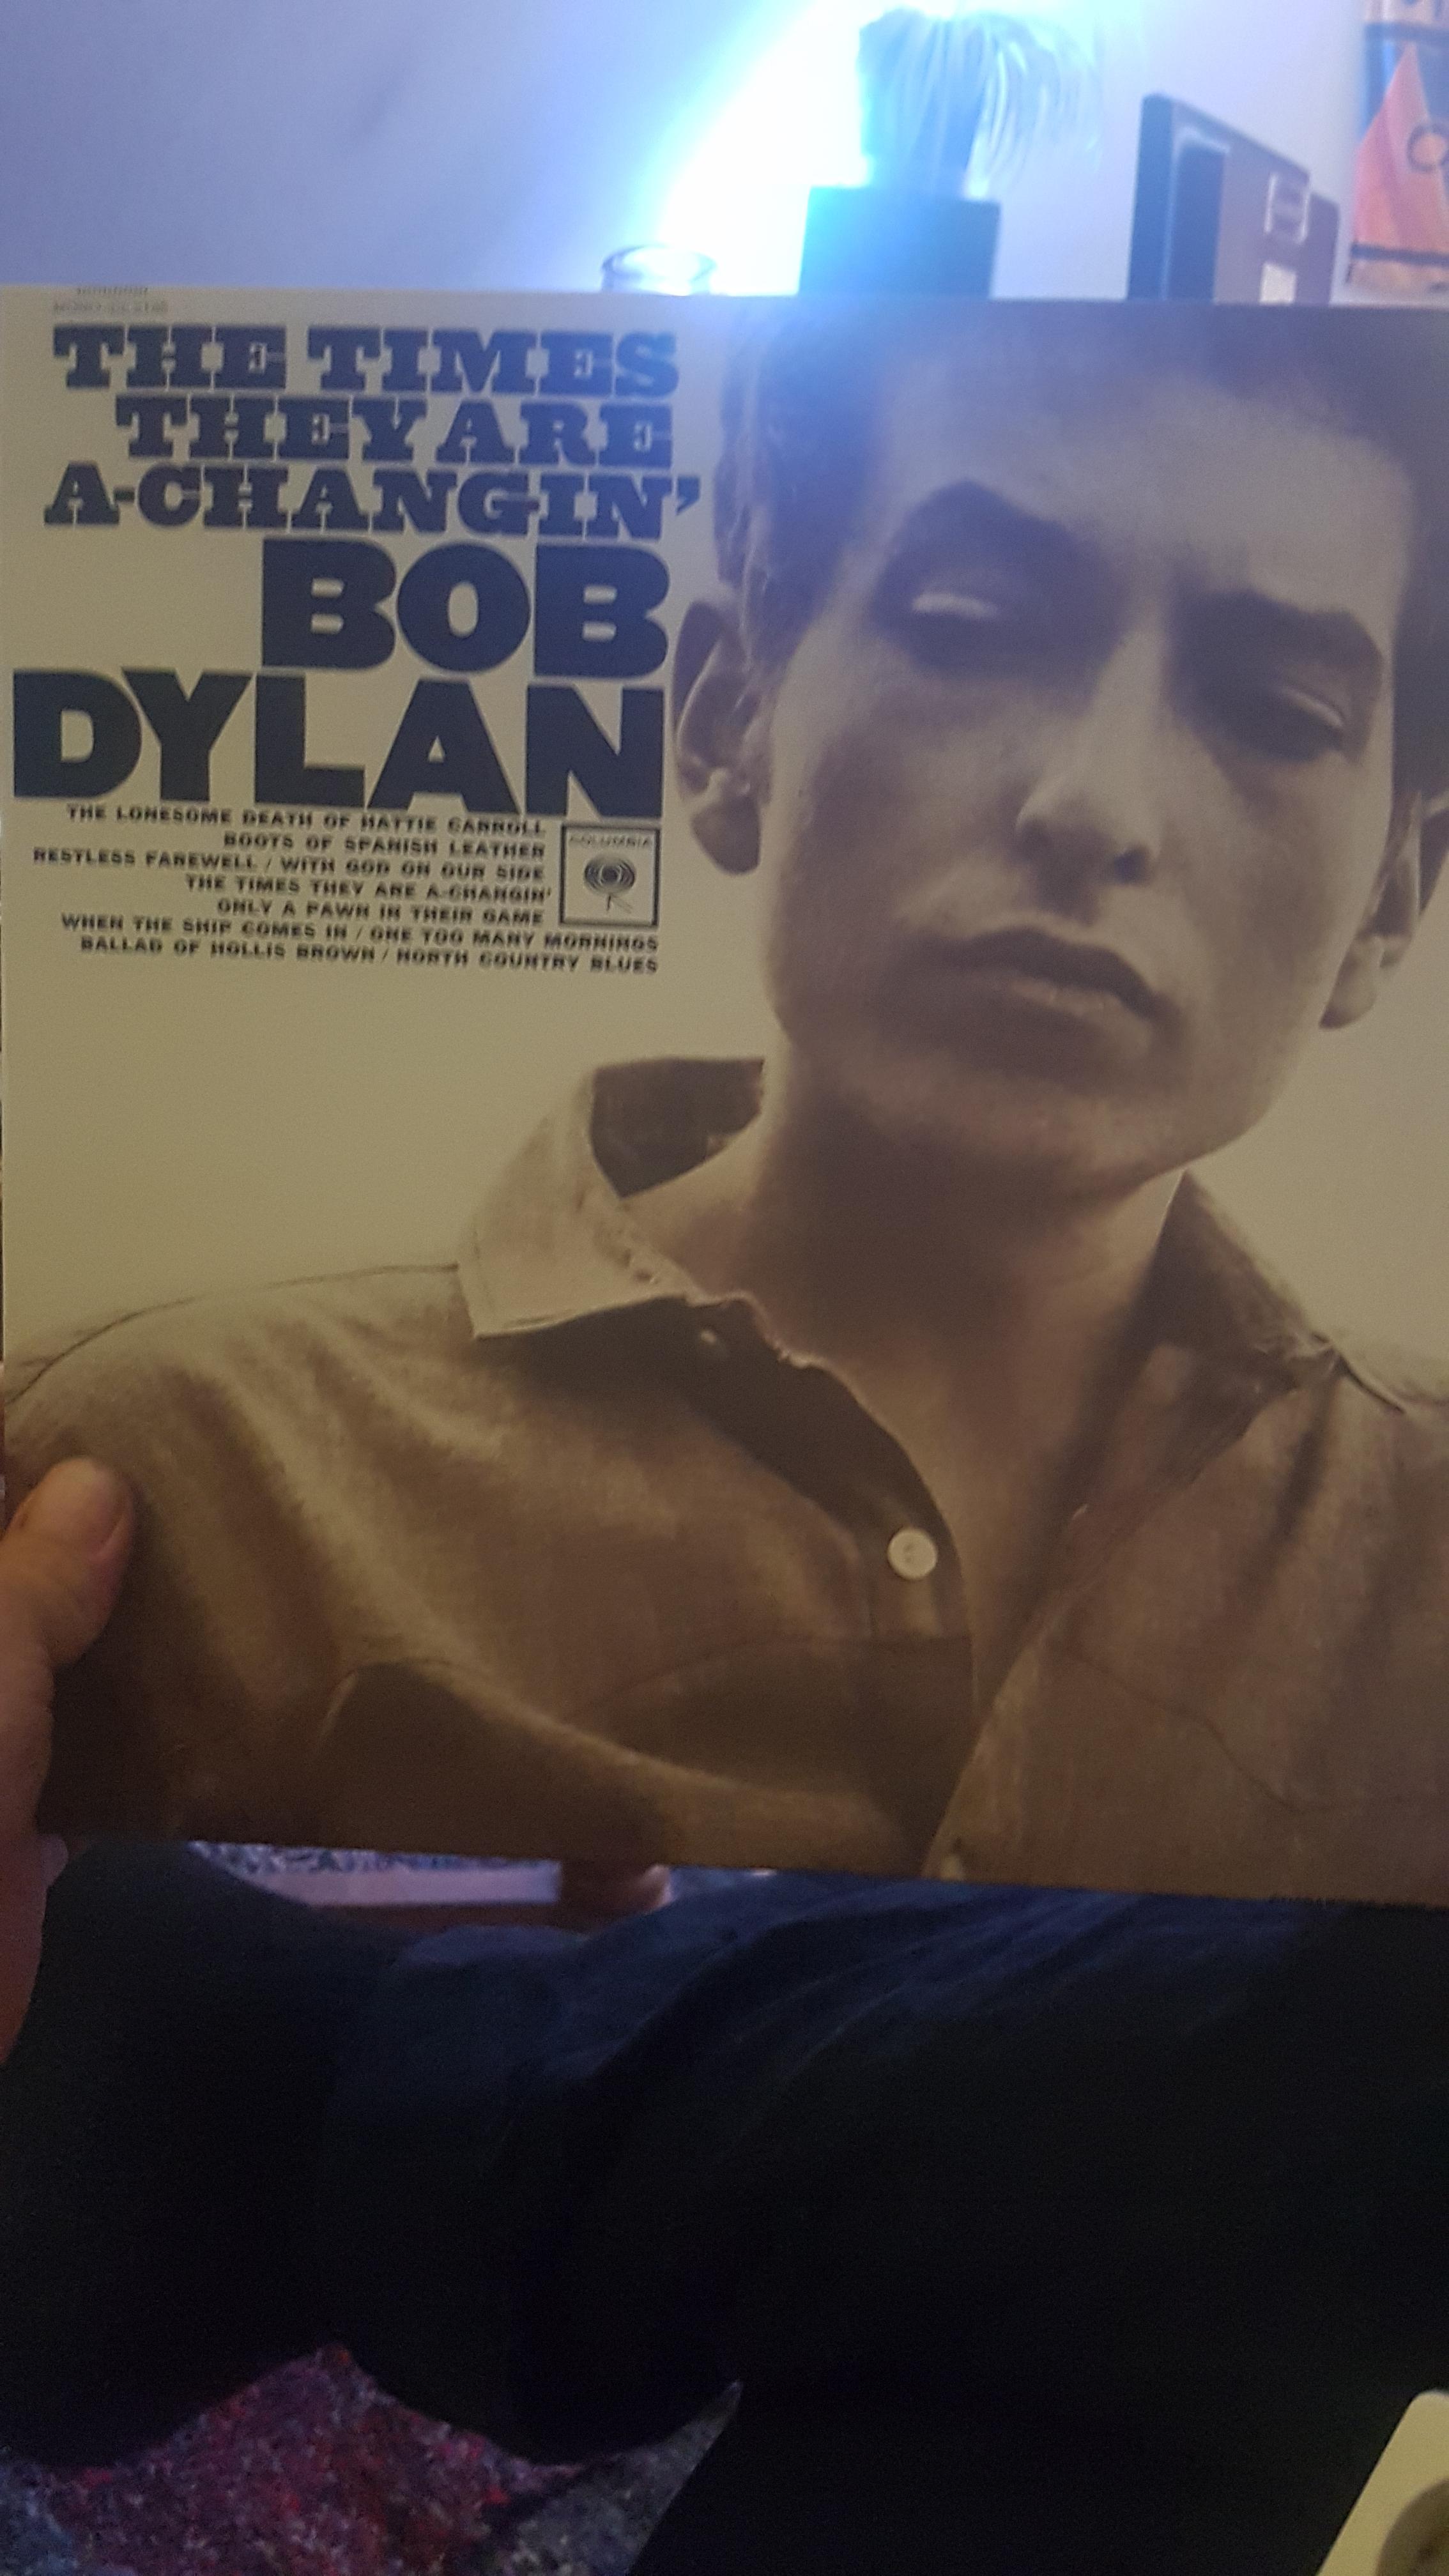 THE TIMES
THEY ARE
A-CHANGIN'
BOB
DYLAN
THE LONESOME DEATH OF HATTIE CARROLL
BOOTS OF SPANISH LEATHER
RESTLESS FAREWELL / WITH GOD ON OUR SIDE
THE TIMES THEY ARE A-CHANGIN'
ONLY A PAWN IN THEIR GAME
WHEN THE SHIP COMES IN / ONE TOO MANY MORNINGS
BALLAD OF HOLLIS BROWN / NORTH COUNTRY BLUES
COLUMBIA